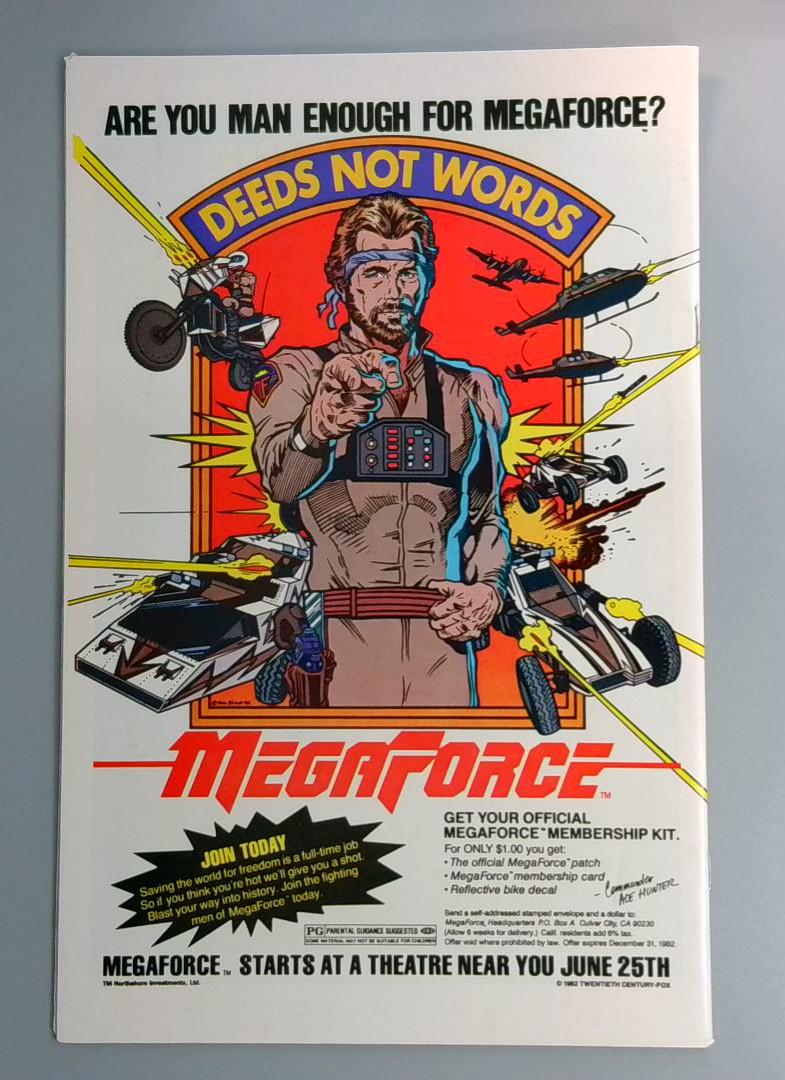 ARE YOU MAN ENOUGH FOR MEGAFORCE?
DEEDS NOT WORDS
MEGAFORCE™
JOIN TODAY
Saving the world for freedom is a full-time job
So if you think you're hot we'll give you a shot.
Blast your way into history. Join the fighting
men of MegaForce™ today.
GET YOUR OFFICIAL
MEGAFORCE™ MEMBERSHIP KIT.
For ONLY $1.00 you get:
• The official MegaForce™ patch
• MegaForce™ membership card
• Reflective bike decal
- Commander
ACE HUNTER
Send a self-addressed stamped envelope and a dollar to:
MegaForce, Headquarters P.O. Box A Culver City, CA 90230
(Allow 6 weeks for delivery.) Calif. residents add 6% tax.
Offer void where prohibited by law. Offer expires December 31, 1982.
PG PARENTAL GUIDANCE SUGGESTED
SOME MATERIAL MAY NOT BE SUITABLE FOR CHILDREN
MEGAFORCE™ STARTS AT A THEATRE NEAR YOU JUNE 25TH
TM Northshore Investments, Ltd.
© 1982 TWENTIETH CENTURY-FOX